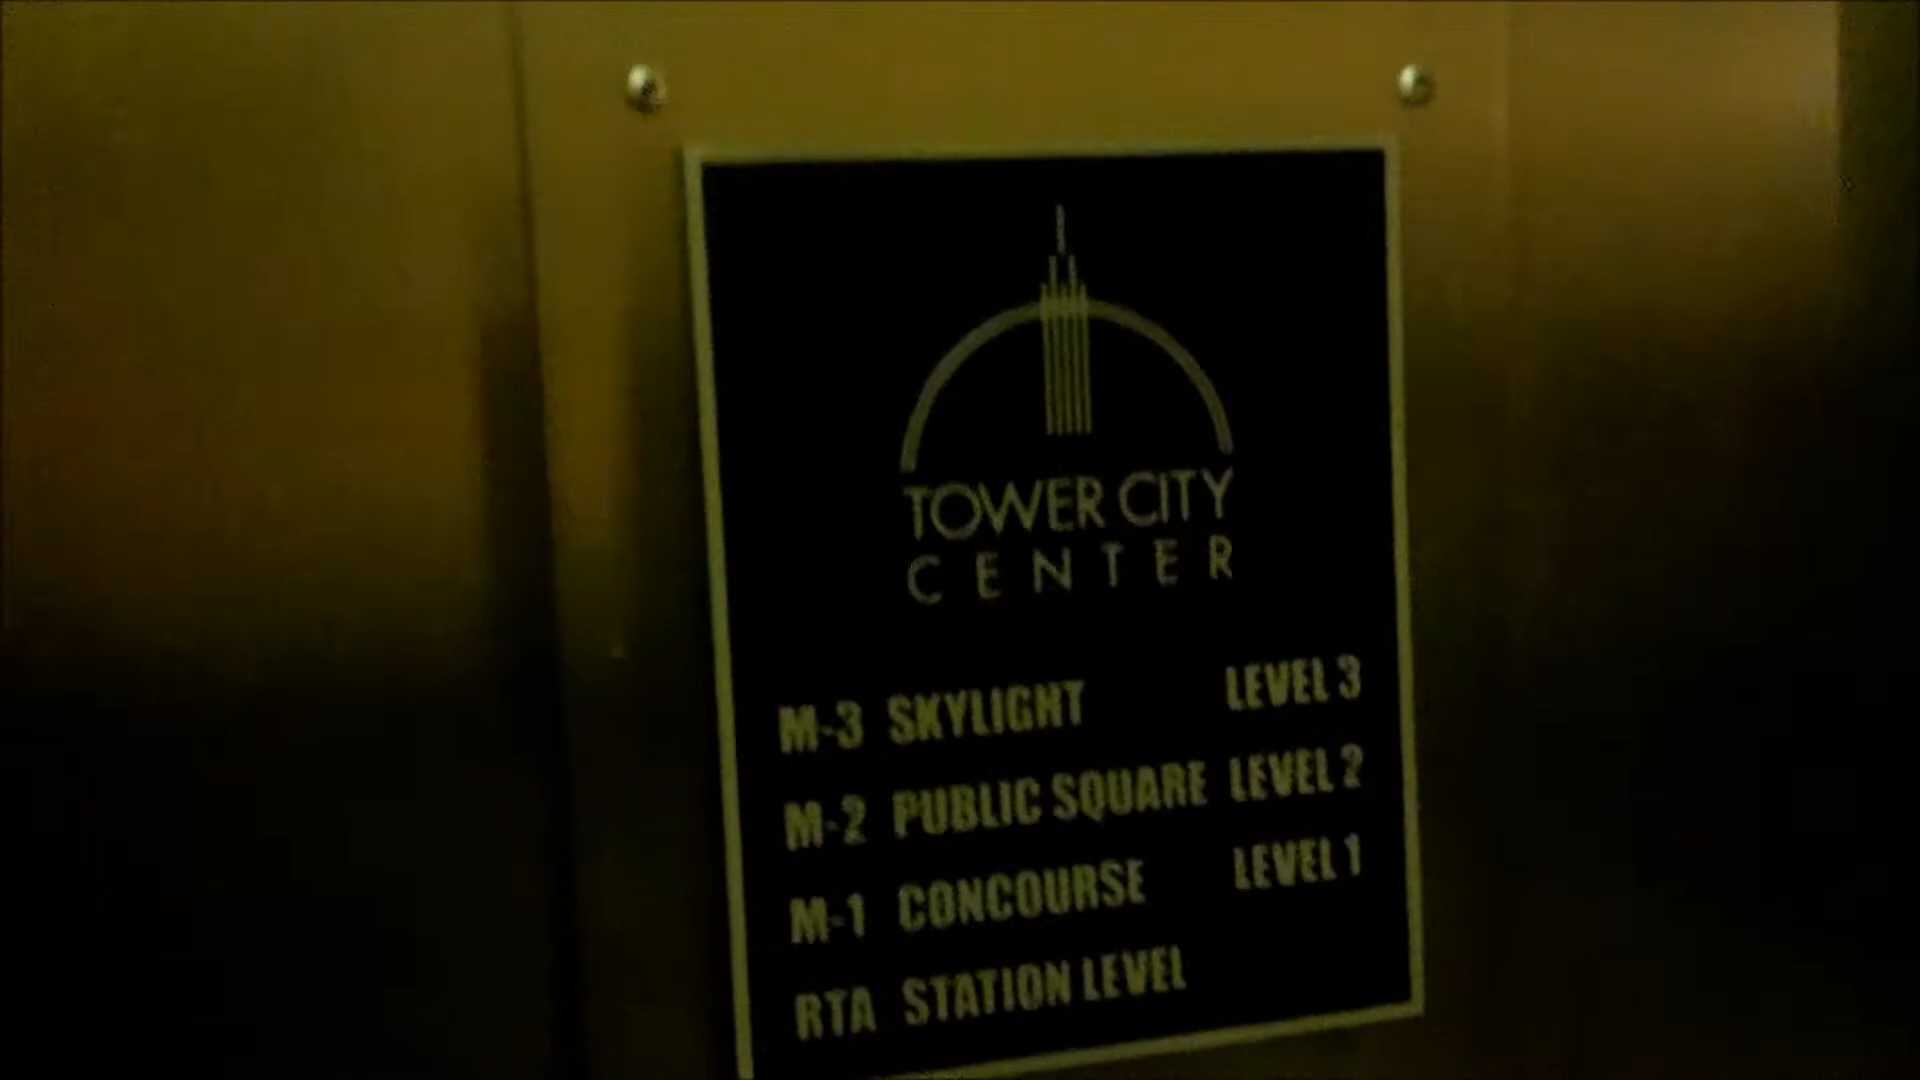 TOWER CITY
CENTER
M-3 SKYLIGHT LEVEL 3
M-2 PUBLIC SQUARE LEVEL 2
M-1 CONCOURSE LEVEL 1
RTA STATION LEVEL